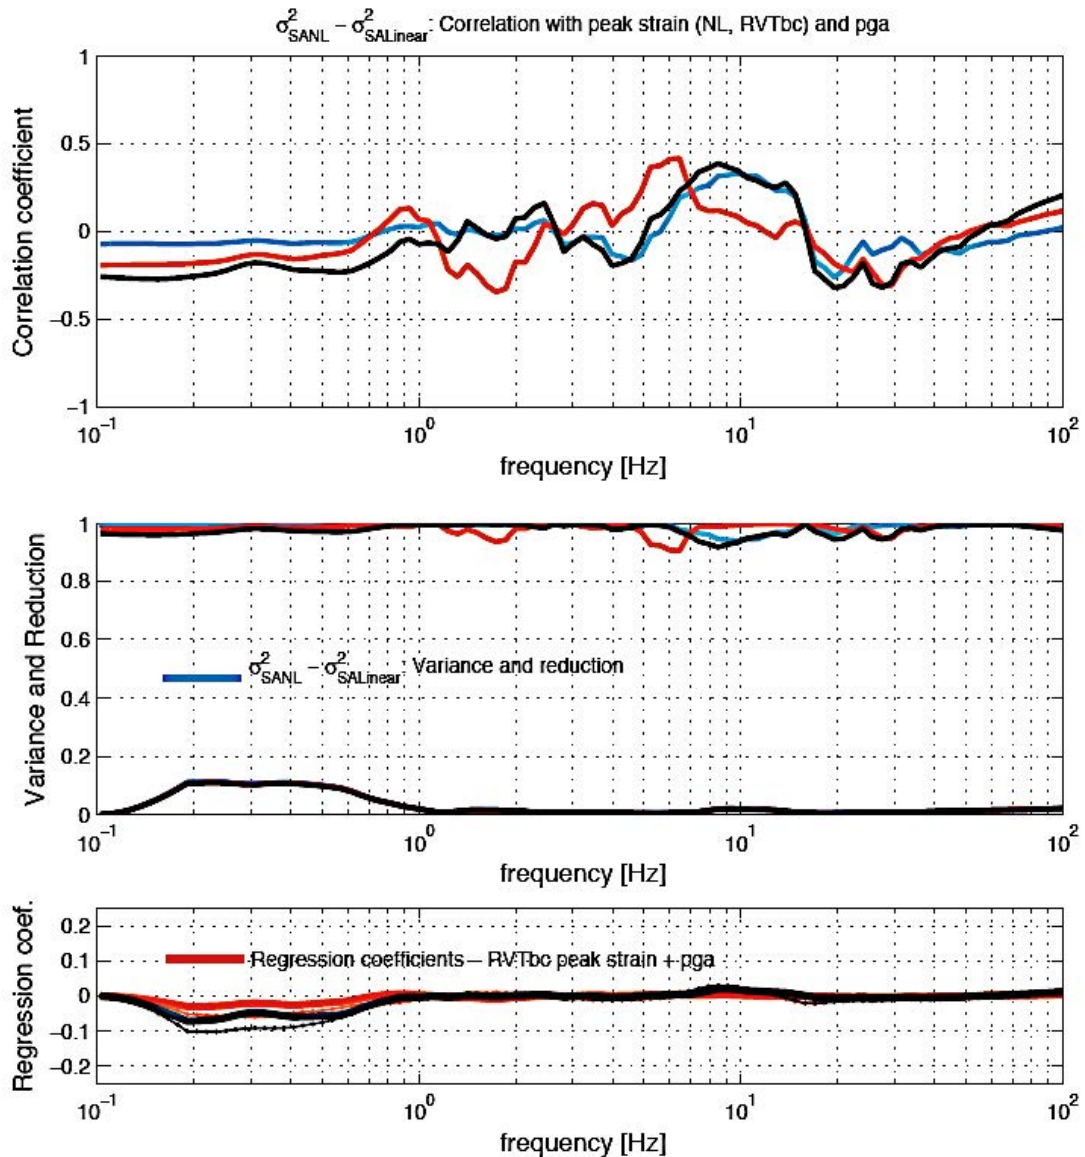 σ²SANL − σ²SALinear: Correlation with peak strain (NL, RVTbc) and pga
Correlation coefficient
1
0.5
0
−0.5
−1
10⁻¹ 10⁰ 10¹ 10²
frequency [Hz]
Variance and Reduction
1
0.8
0.6
0.4
0.2
0
σ²SANL − σ²SALinear: Variance and reduction
10⁻¹ 10⁰ 10¹ 10²
frequency [Hz]
Regression coef.
0.2
0.1
0
−0.1
−0.2
Regression coefficients − RVTbc peak strain + pga
10⁻¹ 10⁰ 10¹ 10²
frequency [Hz]